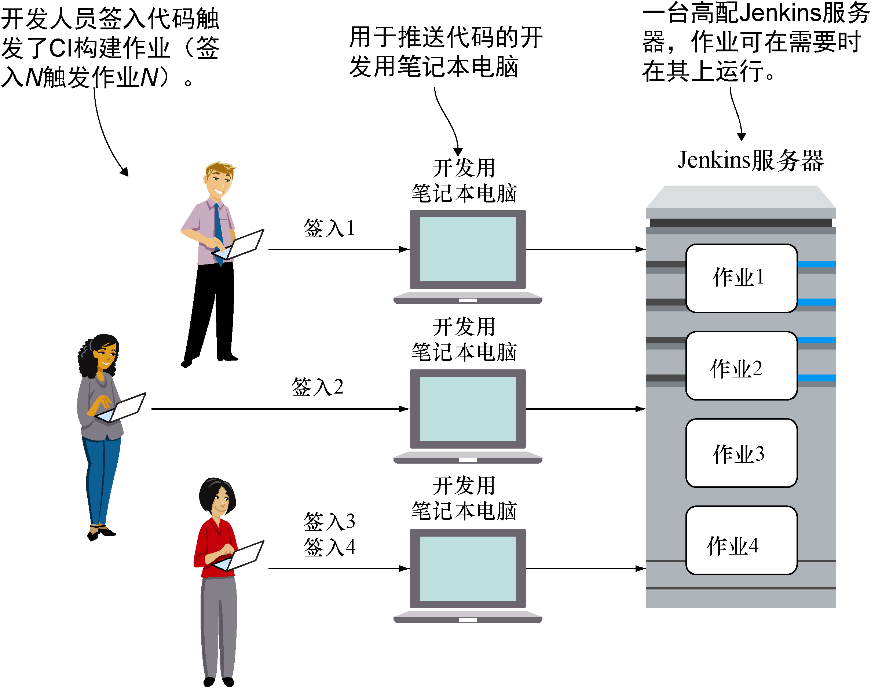 开发人员签入代码触
发了CI构建作业（签
入N触发作业N）。
用于推送代码的开
发用笔记本电脑
一台高配Jenkins服务
器，作业可在需要时
在其上运行。
Jenkins服务器
开发用
笔记本电脑
签入1
作业1
开发用
笔记本电脑
签入2
作业2
作业3
开发用
笔记本电脑
签入3
签入4
作业4